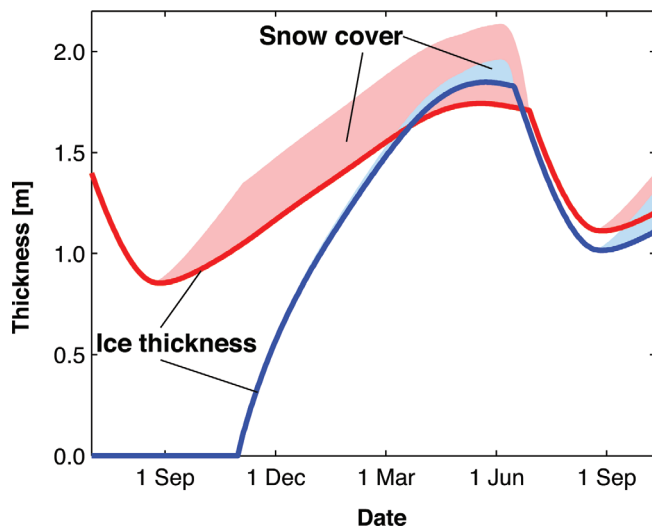 Snow cover
Ice thickness
Thickness [m]
2.0
1.5
1.0
0.5
0.0
1 Sep
1 Dec
1 Mar
1 Jun
1 Sep
Date